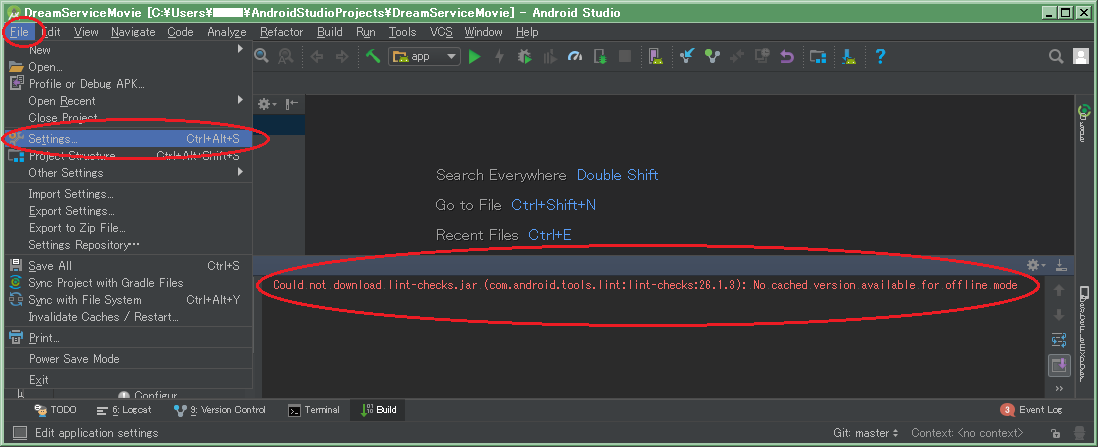 DreamServiceMovie [C:¥Users¥ ¥AndroidStudioProjects¥DreamServiceMovie] - Android Studio
File Edit View Navigate Code Analyze Refactor Build Run Tools VCS Window Help
New
Open...
app
Profile or Debug APK...
Open Recent
Close Project
Settings... Ctrl+Alt+S
Project Structure... Ctrl+Alt+Shift+S
Other Settings
Import Settings...
Export Settings...
Export to Zip File...
Settings Repository...
Save All Ctrl+S
Sync Project with Gradle Files
Sync with File System Ctrl+Alt+Y
Invalidate Caches / Restart...
Print...
Power Save Mode
Exit
Configur
Search Everywhere Double Shift
Go to File Ctrl+Shift+N
Recent Files Ctrl+E
Could not download lint-checks.jar (com.android.tools.lint:lint-checks:26.1.3): No cached version available for offline mode
TODO 6: Logcat 9: Version Control Terminal Build 3 Event Log
Edit application settings Git: master Context: <no context>